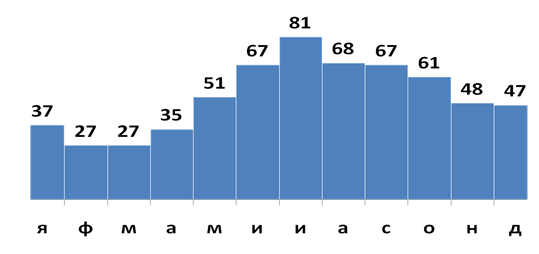 37 27 27 35 51 67 81 68 67 61 48 47
я ф м а м и и а с о н д